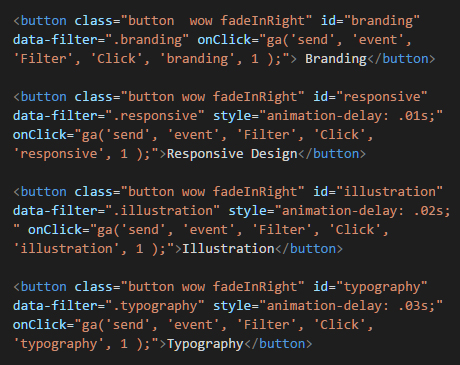 <button class="button  wow fadeInRight" id="branding"
data-filter=".branding" onClick="ga('send', 'event',
'Filter', 'Click', 'branding', 1 );"> Branding</button>
<button class="button wow fadeInRight" id="responsive"
data-filter=".responsive" style="animation-delay: .01s;"
onClick="ga('send', 'event', 'Filter', 'Click',
'responsive', 1 );">Responsive Design</button>
<button class="button wow fadeInRight" id="illustration"
data-filter=".illustration" style="animation-delay: .02s;
" onClick="ga('send', 'event', 'Filter', 'Click',
'illustration', 1 );">Illustration</button>
<button class="button wow fadeInRight" id="typography"
data-filter=".typography" style="animation-delay: .03s;"
onClick="ga('send', 'event', 'Filter', 'Click',
'typography', 1 );">Typography</button>